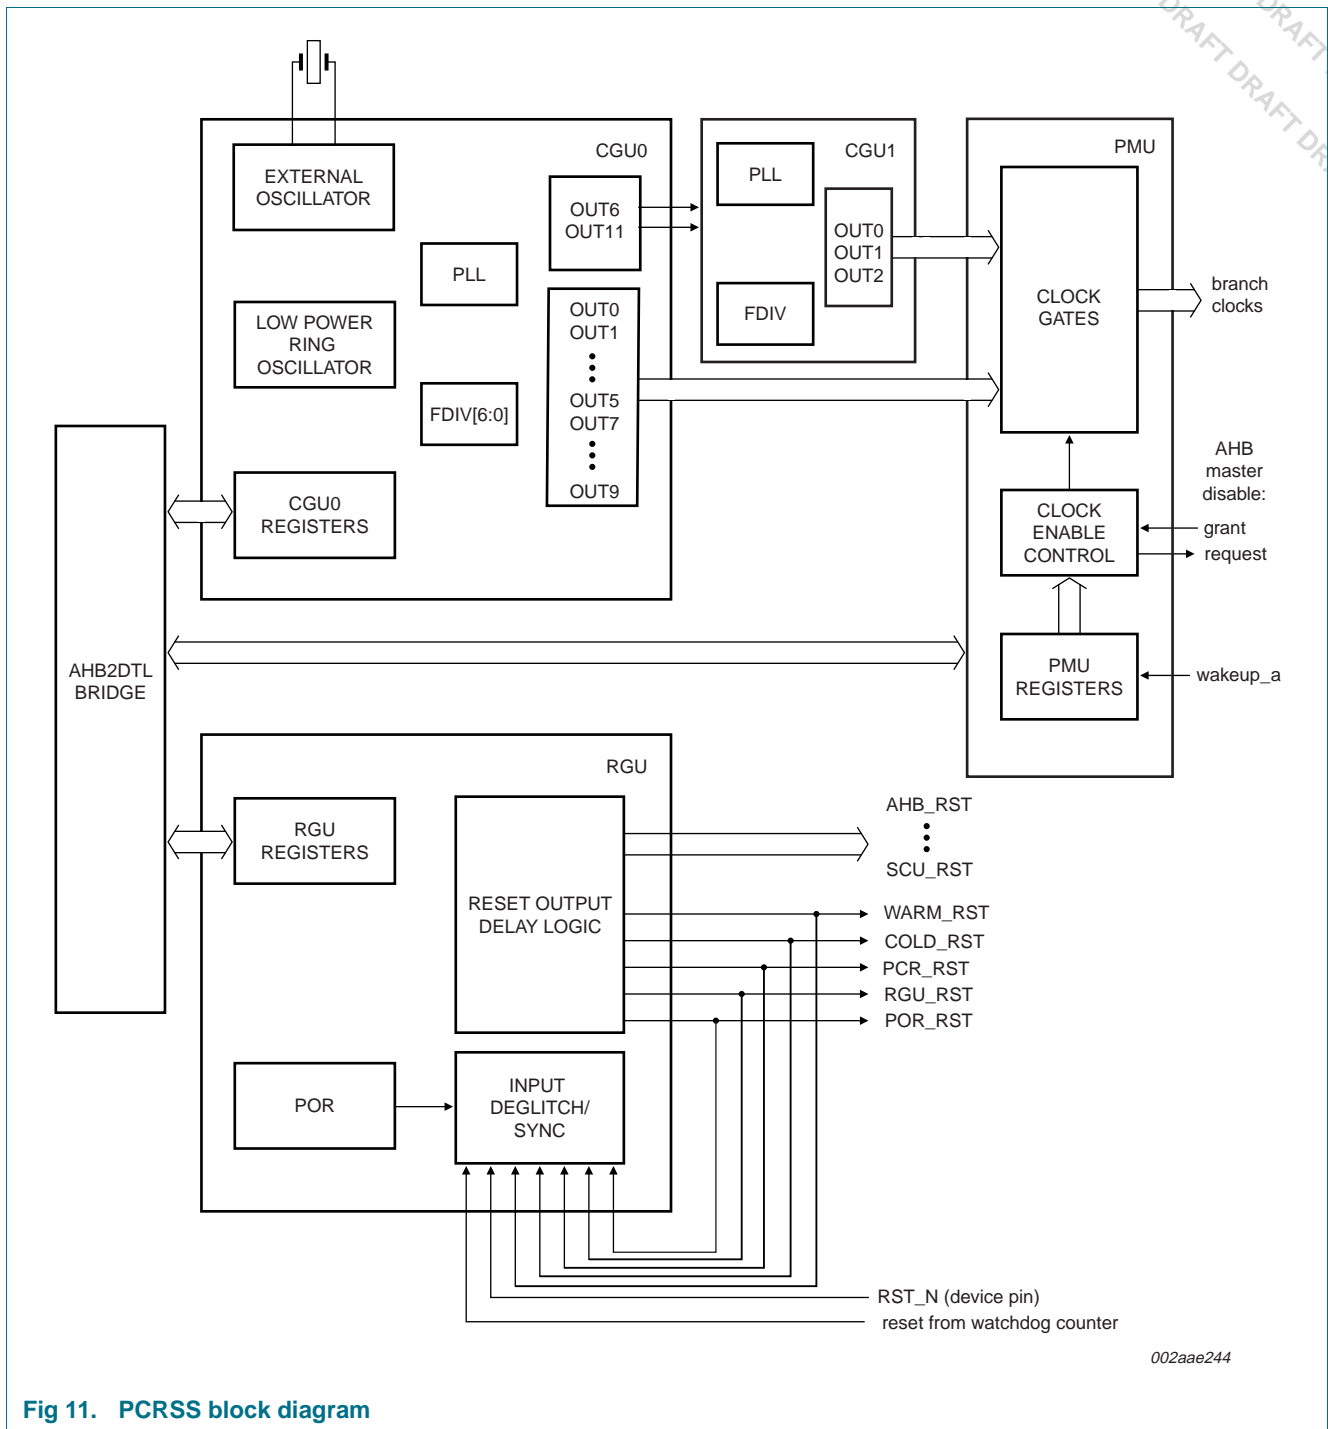 DRAFT DRAFT DRAFT DRA
DRAFT
EXTERNAL
OSCILLATOR
CGU0
OUT6
OUT11
PLL
LOW POWER
RING
OSCILLATOR
FDIV[6:0]
OUT0
OUT1
OUT5
OUT7
OUT9
CGU0
REGISTERS
CGU1
PLL
OUT0
OUT1
OUT2
FDIV
PMU
CLOCK
GATES
branch
clocks
AHB
master
disable:
CLOCK
ENABLE
CONTROL
grant
request
PMU
REGISTERS
wakeup_a
AHB2DTL
BRIDGE
RGU
RGU
REGISTERS
RESET OUTPUT
DELAY LOGIC
AHB_RST
SCU_RST
WARM_RST
COLD_RST
PCR_RST
RGU_RST
POR_RST
POR
INPUT
DEGLITCH/
SYNC
RST_N (device pin)
reset from watchdog counter
002aae244
Fig 11. PCRSS block diagram